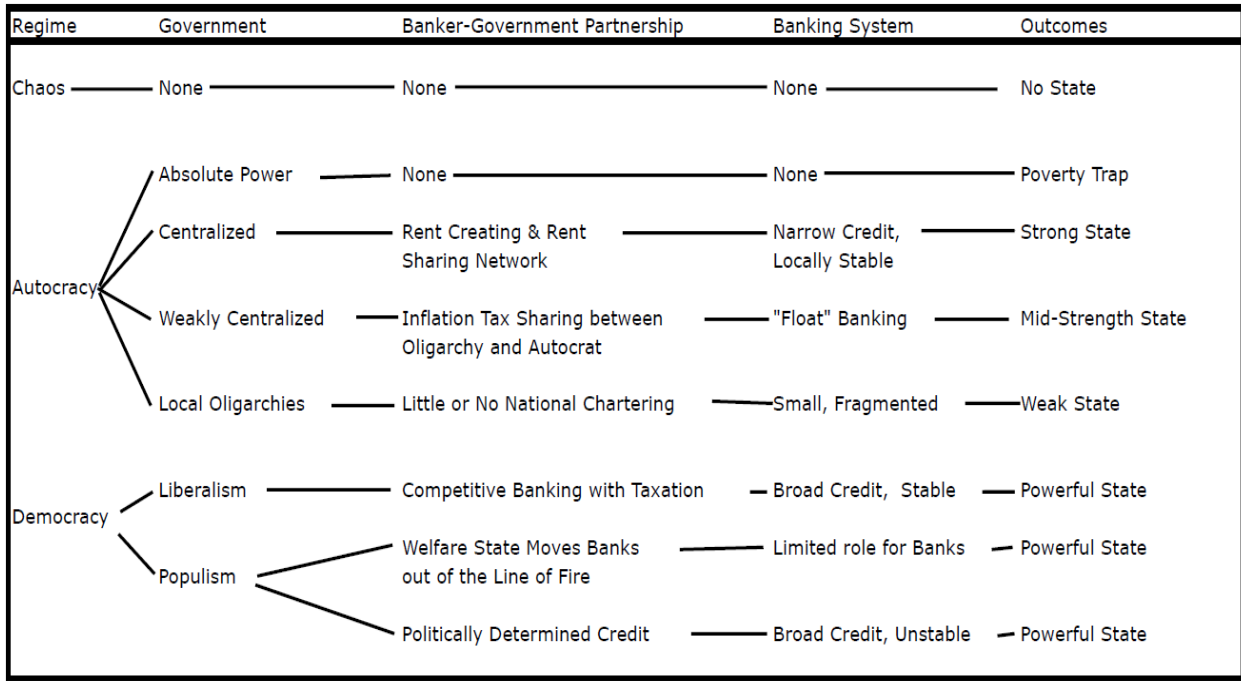 Regime Government Banker-Government Partnership Banking System Outcomes
Chaos None None None No State
Absolute Power None None Poverty Trap
Centralized Rent Creating & Rent Narrow Credit, Strong State
Sharing Network Locally Stable
Autocracy
Weakly Centralized Inflation Tax Sharing between "Float" Banking Mid-Strength State
Oligarchy and Autocrat
Local Oligarchies Little or No National Chartering Small, Fragmented Weak State
Liberalism Competitive Banking with Taxation Broad Credit, Stable Powerful State
Democracy
Welfare State Moves Banks Limited role for Banks Powerful State
Populism out of the Line of Fire
Politically Determined Credit Broad Credit, Unstable Powerful State